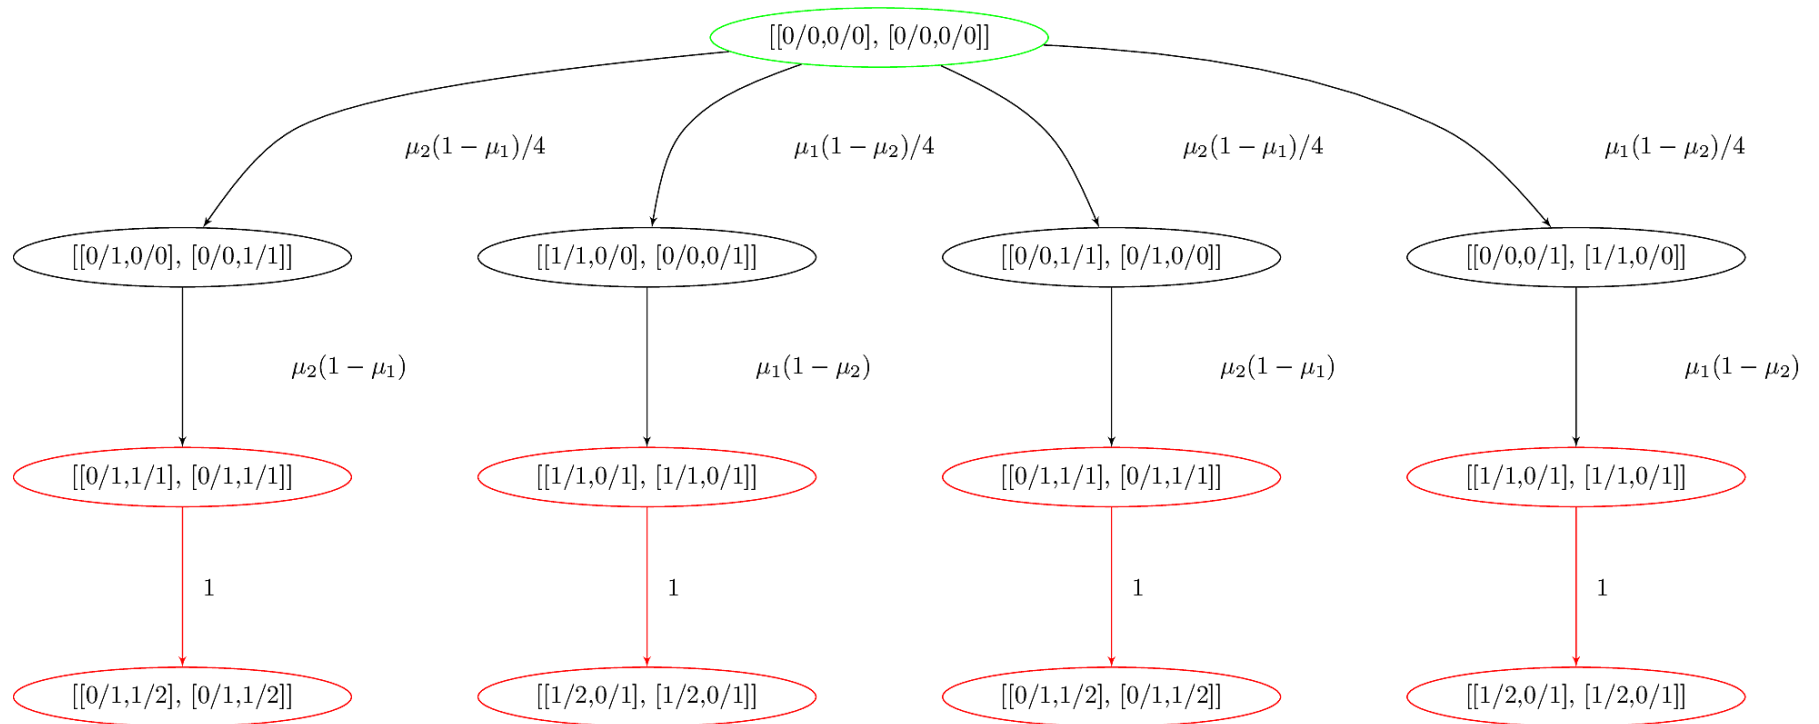 [[0/0,0/0], [0/0,0/0]]
μ₂(1 − μ₁)/4 μ₁(1 − μ₂)/4 μ₂(1 − μ₁)/4 μ₁(1 − μ₂)/4
[[0/1,0/0], [0/0,1/1]] [[1/1,0/0], [0/0,0/1]] [[0/0,1/1], [0/1,0/0]] [[0/0,0/1], [1/1,0/0]]
μ₂(1 − μ₁) μ₁(1 − μ₂) μ₂(1 − μ₁) μ₁(1 − μ₂)
[[0/1,1/1], [0/1,1/1]] [[1/1,0/1], [1/1,0/1]] [[0/1,1/1], [0/1,1/1]] [[1/1,0/1], [1/1,0/1]]
1 1 1 1
[[0/1,1/2], [0/1,1/2]] [[1/2,0/1], [1/2,0/1]] [[0/1,1/2], [0/1,1/2]] [[1/2,0/1], [1/2,0/1]]